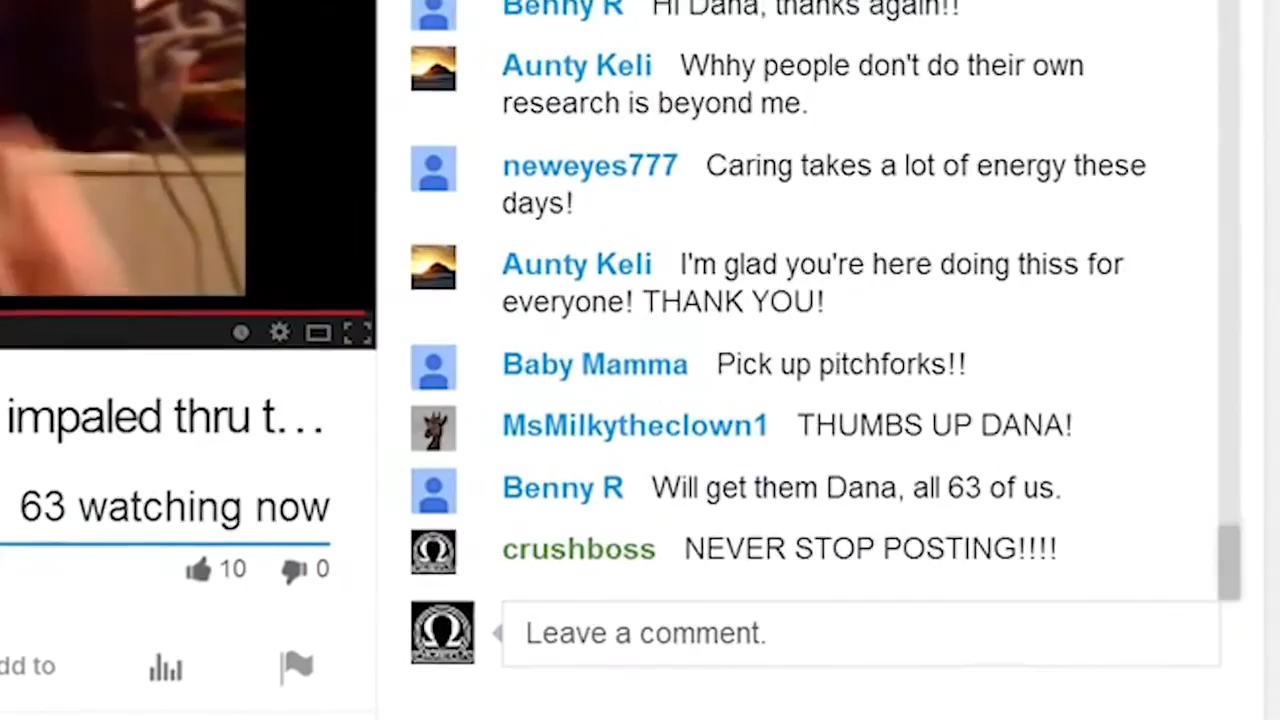 Benny R Hi Dana, thanks again!!
Aunty Keli Whhy people don't do their own
research is beyond me.
neweyes777 Caring takes a lot of energy these
days!
Aunty Keli I'm glad you're here doing thiss for
everyone! THANK YOU!
Baby Mamma Pick up pitchforks!!
MsMilkytheclown1 THUMBS UP DANA!
Benny R Will get them Dana, all 63 of us.
crushboss NEVER STOP POSTING!!!!
Leave a comment.
impaled thru t...
63 watching now
10 0
dd to